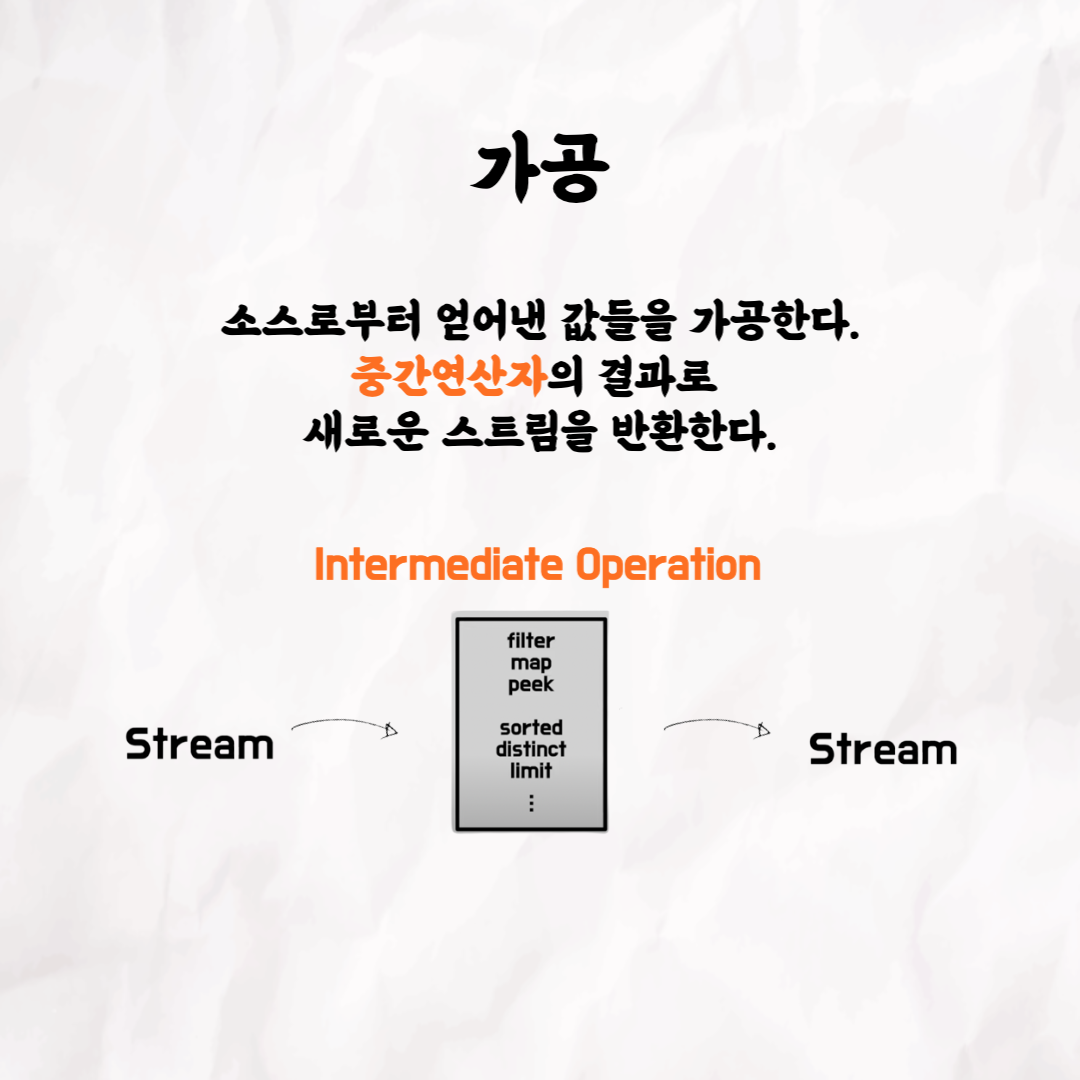 가공
소스로부터 얻어낸 값들을 가공한다.
중간연산자의 결과로
새로운 스트림을 반환한다.
Intermediate Operation
filter
map
peek
sorted
distinct
limit
⋮
Stream
Stream